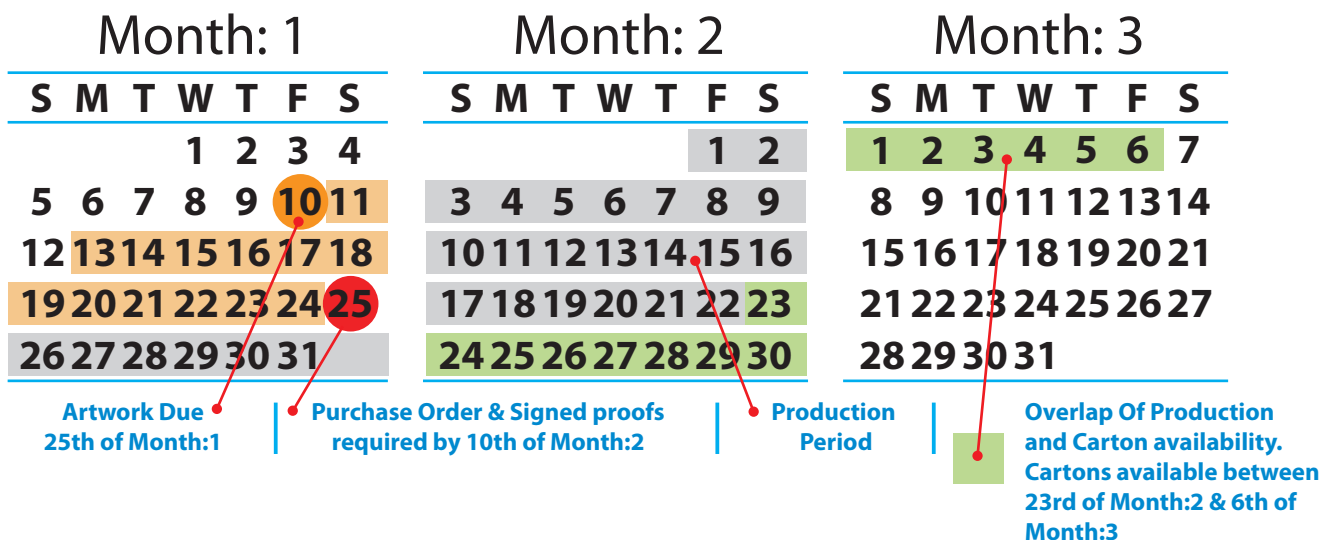 Month: 1
S M T W T F S
1 2 3 4
5 6 7 8 9 10 11
12 13 14 15 16 17 18
19 20 21 22 23 24 25
26 27 28 29 30 31
Month: 2
S M T W T F S
1 2
3 4 5 6 7 8 9
10 11 12 13 14 15 16
17 18 19 20 21 22 23
24 25 26 27 28 29 30
Month: 3
S M T W T F S
1 2 3 4 5 6 7
8 9 10 11 12 13 14
15 16 17 18 19 20 21
21 22 23 24 25 26 27
28 29 30 31
Artwork Due
25th of Month:1
Purchase Order & Signed proofs
required by 10th of Month:2
Production
Period
Overlap Of Production
and Carton availability.
Cartons available between
23rd of Month:2 & 6th of
Month:3